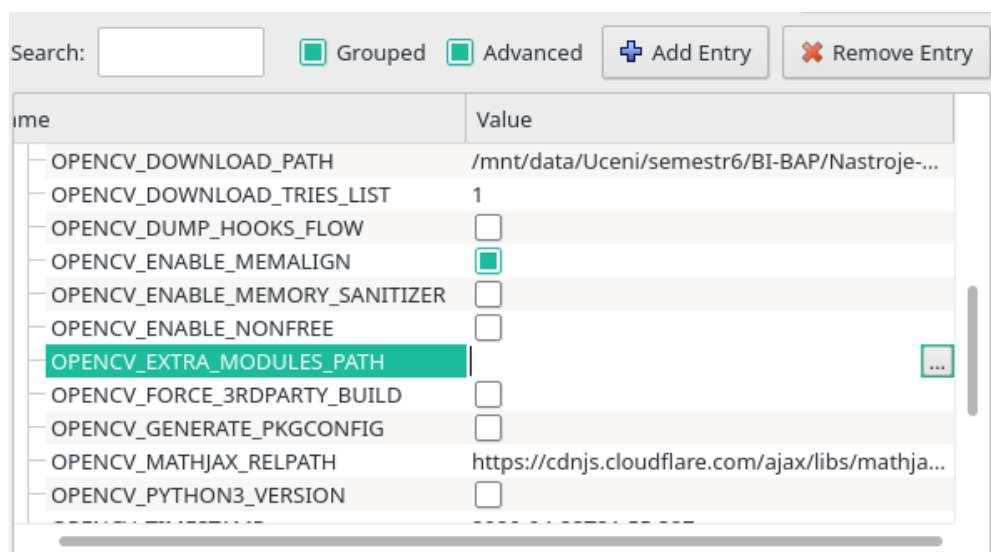 Search: Grouped Advanced Add Entry Remove Entry
ame Value
OPENCV_DOWNLOAD_PATH /mnt/data/Uceni/semestr6/BI-BAP/Nastroje-...
OPENCV_DOWNLOAD_TRIES_LIST 1
OPENCV_DUMP_HOOKS_FLOW
OPENCV_ENABLE_MEMALIGN
OPENCV_ENABLE_MEMORY_SANITIZER
OPENCV_ENABLE_NONFREE
OPENCV_EXTRA_MODULES_PATH ...
OPENCV_FORCE_3RDPARTY_BUILD
OPENCV_GENERATE_PKGCONFIG
OPENCV_MATHJAX_RELPATH https://cdnjs.cloudflare.com/ajax/libs/mathja...
OPENCV_PYTHON3_VERSION